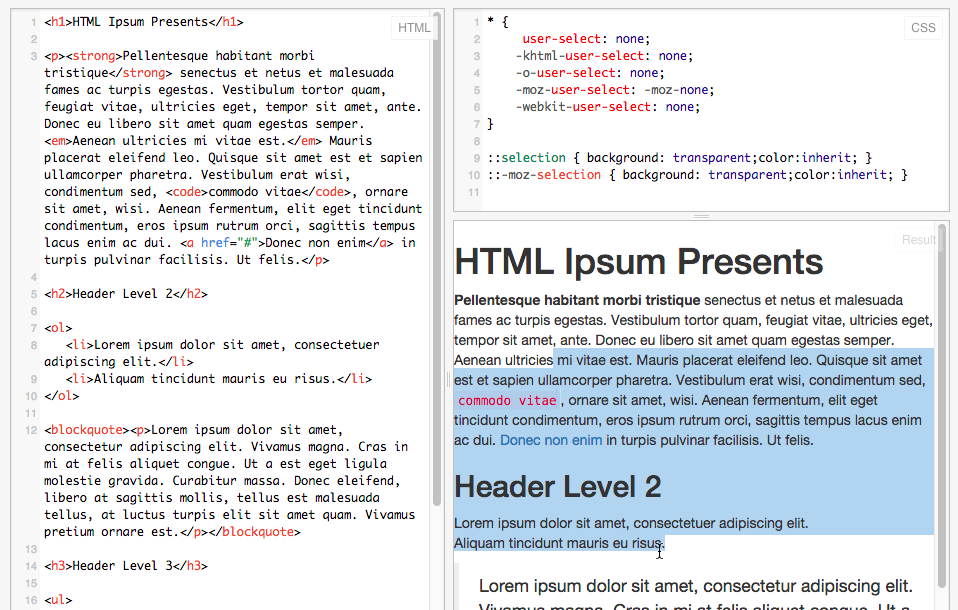 HTML
1 <h1>HTML Ipsum Presents</h1>
2
3 <p><strong>Pellentesque habitant morbi
tristique</strong> senectus et netus et malesuada
fames ac turpis egestas. Vestibulum tortor quam,
feugiat vitae, ultricies eget, tempor sit amet, ante.
Donec eu libero sit amet quam egestas semper.
<em>Aenean ultricies mi vitae est.</em> Mauris
placerat eleifend leo. Quisque sit amet est et sapien
ullamcorper pharetra. Vestibulum erat wisi,
condimentum sed, <code>commodo vitae</code>, ornare
sit amet, wisi. Aenean fermentum, elit eget tincidunt
condimentum, eros ipsum rutrum orci, sagittis tempus
lacus enim ac dui. <a href="#">Donec non enim</a> in
turpis pulvinar facilisis. Ut felis.</p>
4
5 <h2>Header Level 2</h2>
6
7 <ol>
8 <li>Lorem ipsum dolor sit amet, consectetuer
adipiscing elit.</li>
9 <li>Aliquam tincidunt mauris eu risus.</li>
10 </ol>
11
12 <blockquote><p>Lorem ipsum dolor sit amet,
consectetur adipiscing elit. Vivamus magna. Cras in
mi at felis aliquet congue. Ut a est eget ligula
molestie gravida. Curabitur massa. Donec eleifend,
libero at sagittis mollis, tellus est malesuada
tellus, at luctus turpis elit sit amet quam. Vivamus
pretium ornare est.</p></blockquote>
13
14 <h3>Header Level 3</h3>
15
16 <ul>
CSS
1 * {
2 user-select: none;
3 -khtml-user-select: none;
4 -o-user-select: none;
5 -moz-user-select: -moz-none;
6 -webkit-user-select: none;
7 }
8
9 ::selection { background: transparent;color:inherit; }
10 ::-moz-selection { background: transparent;color:inherit; }
11
Result
HTML Ipsum Presents
Pellentesque habitant morbi tristique senectus et netus et malesuada
fames ac turpis egestas. Vestibulum tortor quam, feugiat vitae, ultricies eget,
tempor sit amet, ante. Donec eu libero sit amet quam egestas semper.
Aenean ultricies mi vitae est. Mauris placerat eleifend leo. Quisque sit amet
est et sapien ullamcorper pharetra. Vestibulum erat wisi, condimentum sed,
commodo vitae, ornare sit amet, wisi. Aenean fermentum, elit eget
tincidunt condimentum, eros ipsum rutrum orci, sagittis tempus lacus enim
ac dui. Donec non enim in turpis pulvinar facilisis. Ut felis.
Header Level 2
Lorem ipsum dolor sit amet, consectetuer adipiscing elit.
Aliquam tincidunt mauris eu risus.
Lorem ipsum dolor sit amet, consectetur adipiscing elit.
Vivamus magna. Cras in mi at felis aliquet congue. Ut a